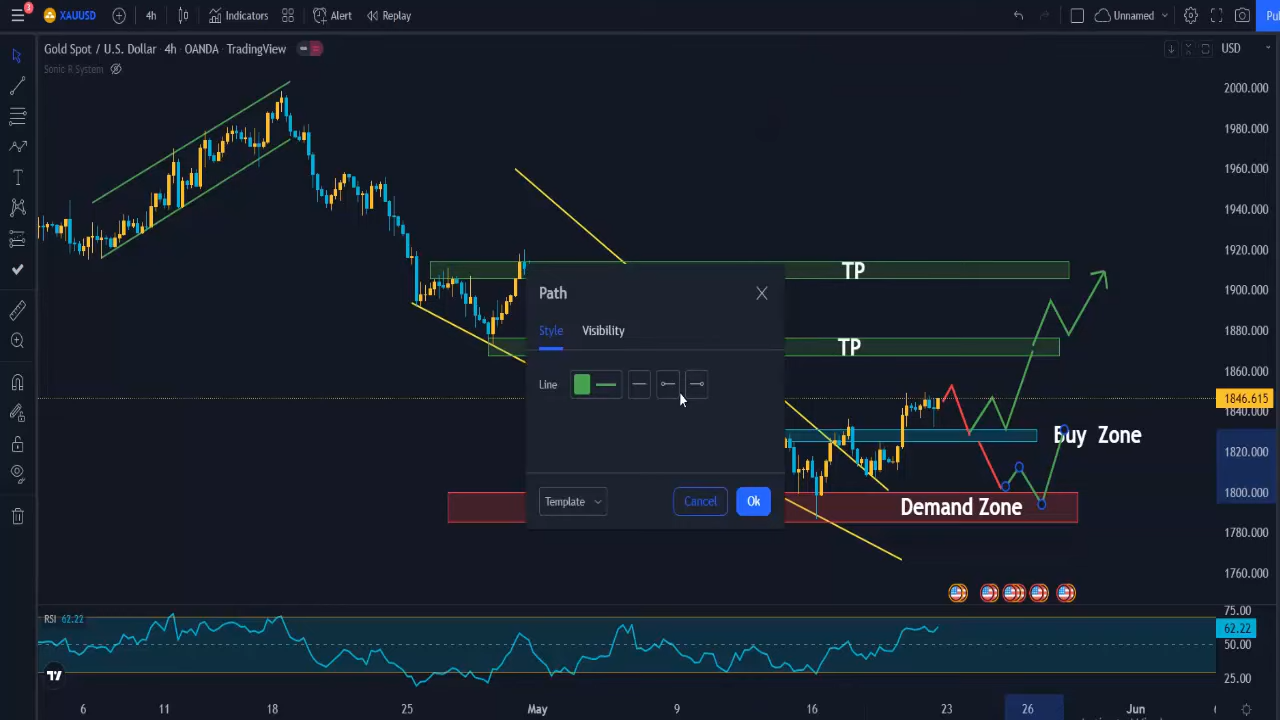 3
XAUUSD
4h
Indicators
Alert
Replay
Unnamed
Pu
Gold Spot / U.S. Dollar 4h OANDA TradingView
USD
Sonic R System
2000.000
1980.000
1960.000
1940.000
1920.000
1900.000
1880.000
1860.000
1846.615
1840.000
1820.000
1800.000
1780.000
1760.000
TP
TP
Buy Zone
Demand Zone
Path
Style
Visibility
Line
Template
Cancel
Ok
RSI 62.22
75.00
62.22
50.00
25.00
6
11
18
25
May
9
16
23
26
Jun